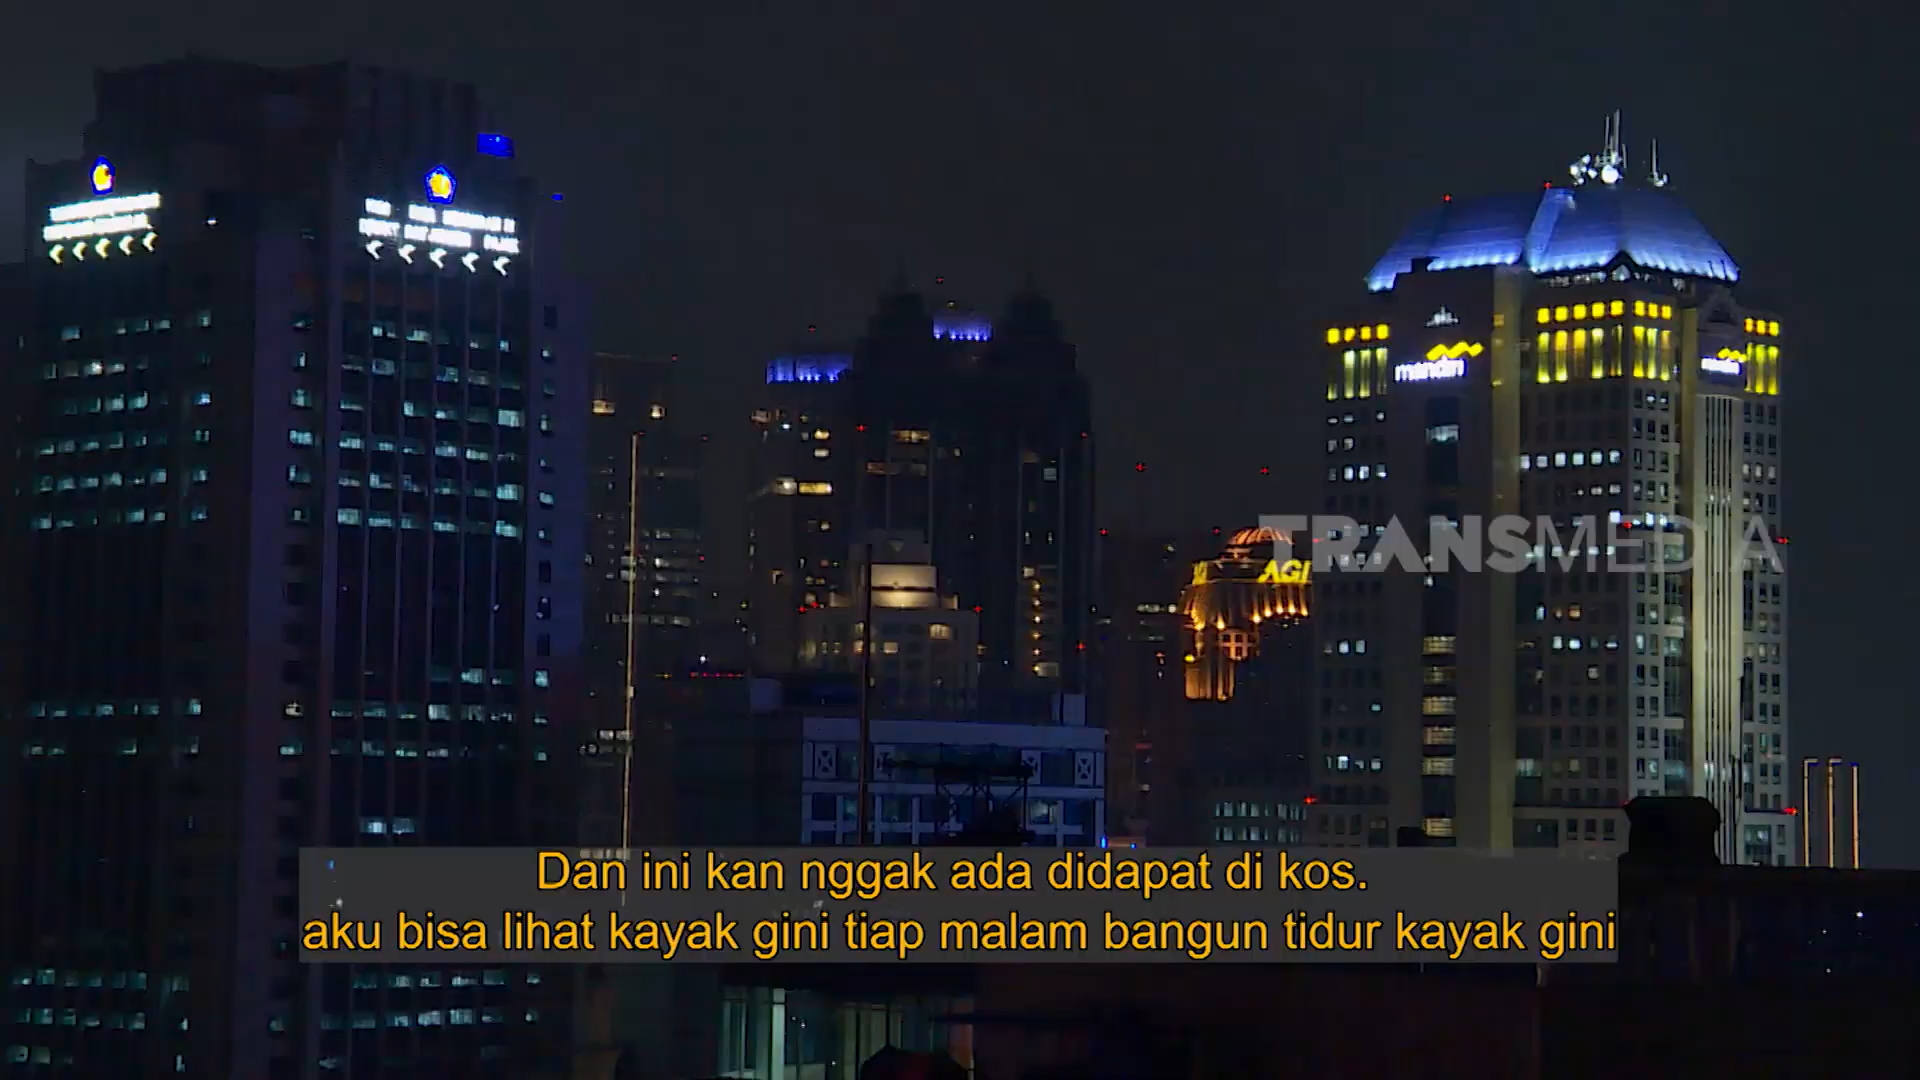 mandiri
mandiri
AGI
TRANSMEDIA
Dan ini kan nggak ada didapat di kos.
aku bisa lihat kayak gini tiap malam bangun tidur kayak gini